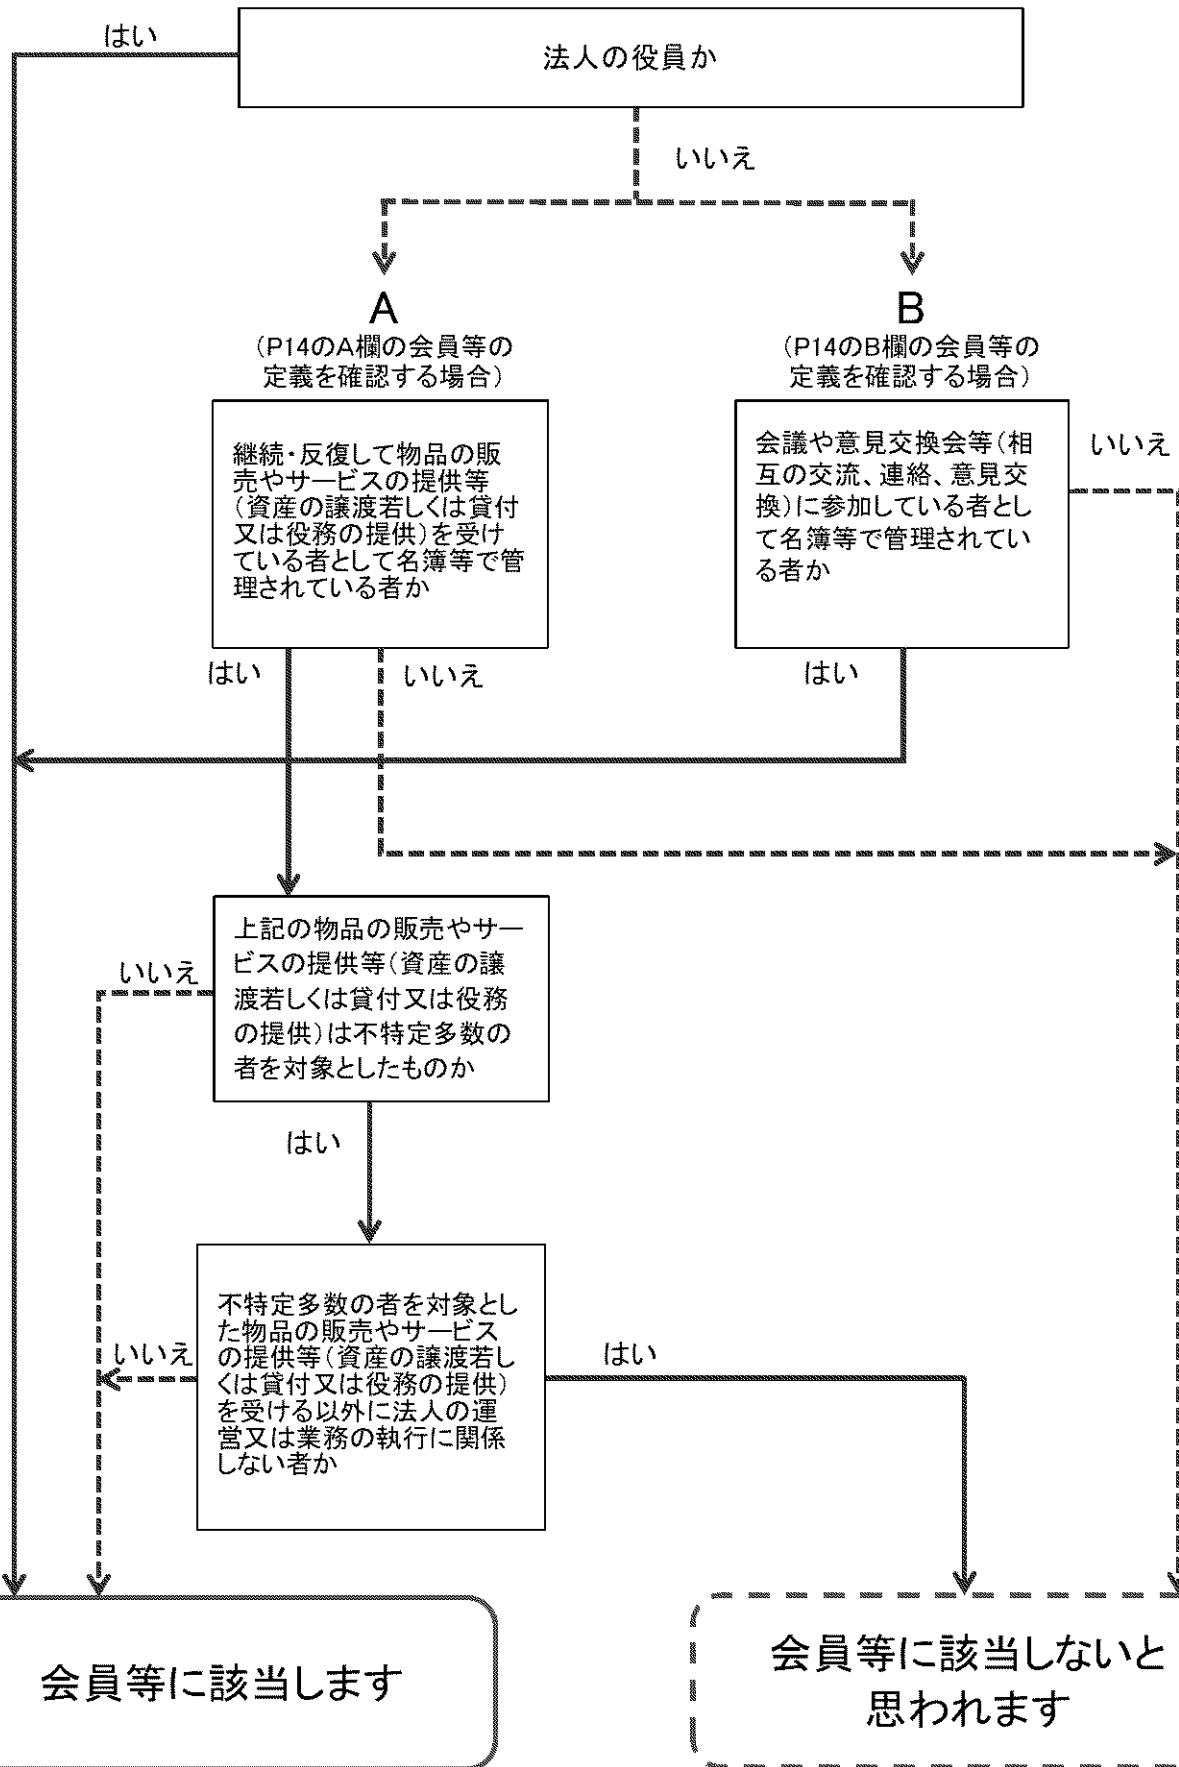 はい
法人の役員か
いいえ
A
(P14のA欄の会員等の
定義を確認する場合)
B
(P14のB欄の会員等の
定義を確認する場合)
継続・反復して物品の販
売やサービスの提供等
(資産の譲渡若しくは貸付
又は役務の提供)を受け
ている者として名簿等で管
理されている者か
会議や意見交換会等(相
互の交流、連絡、意見交
換)に参加している者とし
て名簿等で管理されてい
る者か
いいえ
はい
いいえ
はい
上記の物品の販売やサー
ビスの提供等(資産の譲
渡若しくは貸付又は役務
の提供)は不特定多数の
者を対象としたものか
いいえ
はい
不特定多数の者を対象とし
た物品の販売やサービス
の提供等(資産の譲渡若し
くは貸付又は役務の提供)
を受ける以外に法人の運
営又は業務の執行に関係
しない者か
いいえ
はい
会員等に該当します
会員等に該当しないと
思われます